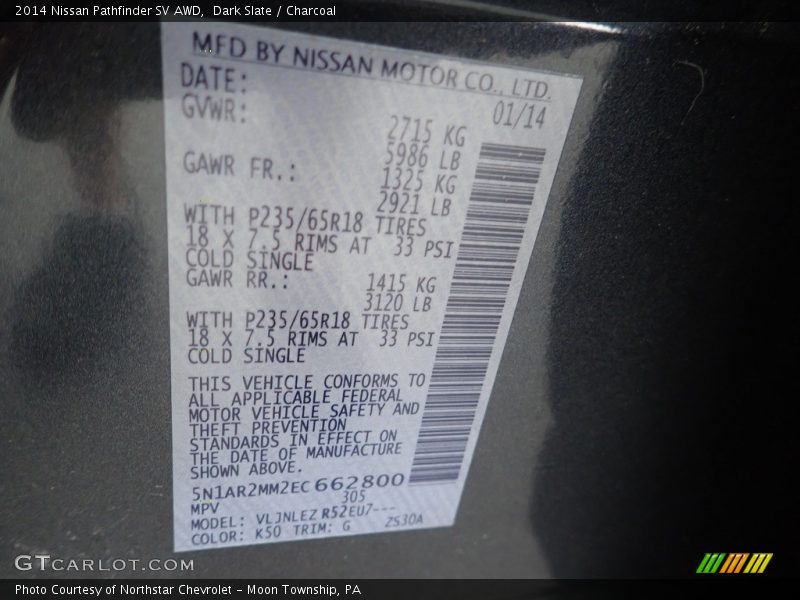 2014 Nissan Pathfinder SV AWD,  Dark Slate / Charcoal
MFD BY NISSAN MOTOR CO., LTD.
DATE: 01/14
GVWR: 2715 KG
5986 LB
GAWR FR.: 1325 KG
2921 LB
WITH P235/65R18 TIRES
18 X 7.5 RIMS AT 33 PSI
COLD SINGLE
GAWR RR.: 1415 KG
3120 LB
WITH P235/65R18 TIRES
18 X 7.5 RIMS AT 33 PSI
COLD SINGLE
THIS VEHICLE CONFORMS TO
ALL APPLICABLE FEDERAL
MOTOR VEHICLE SAFETY AND
THEFT PREVENTION
STANDARDS IN EFFECT ON
THE DATE OF MANUFACTURE
SHOWN ABOVE.
5N1AR2MM2EC662800
MPV 305
MODEL: VLJNLEZ R52EU7---
COLOR: K50 TRIM: G ZS30A
GTCARLOT.COM
Photo Courtesy of Northstar Chevrolet – Moon Township, PA